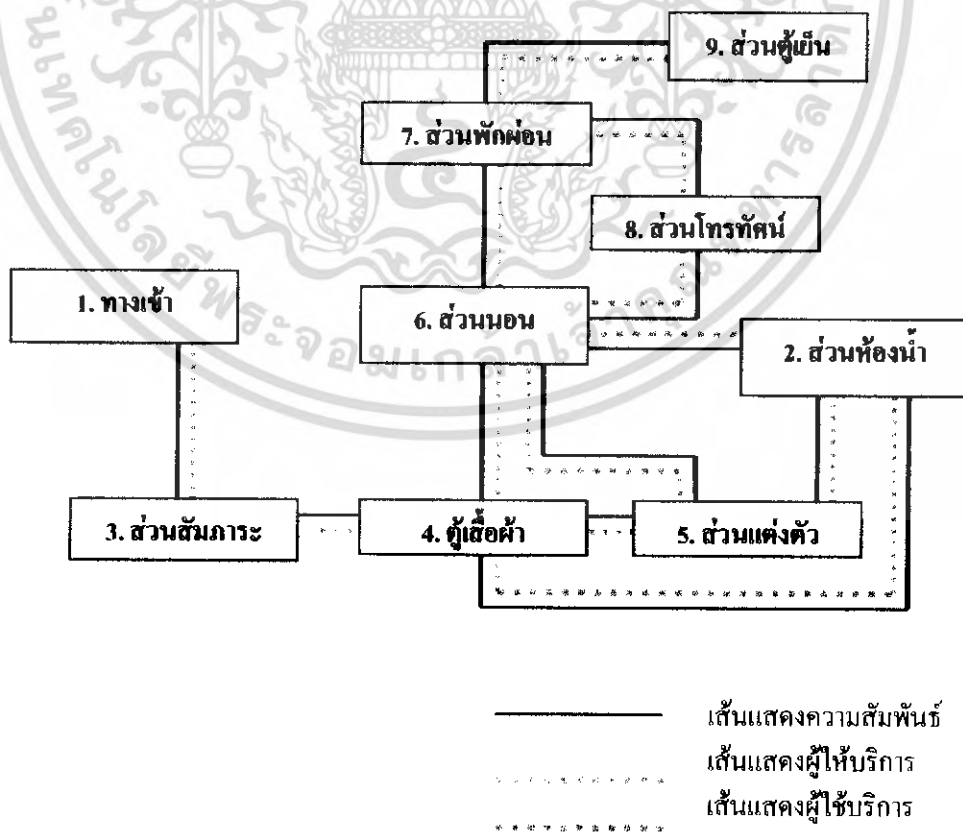 9. ส่วนตู้เย็น
7. ส่วนพักผ่อน
8. ส่วนโทรทัศน์
1. ทางเข้า
6. ส่วนนอน
2. ส่วนห้องน้ำ
3. ส่วนสัมภาระ
4. ตู้เสื้อผ้า
5. ส่วนแต่งตัว
เส้นแสดงความสัมพันธ์
เส้นแสดงผู้ให้บริการ
เส้นแสดงผู้ใช้บริการ